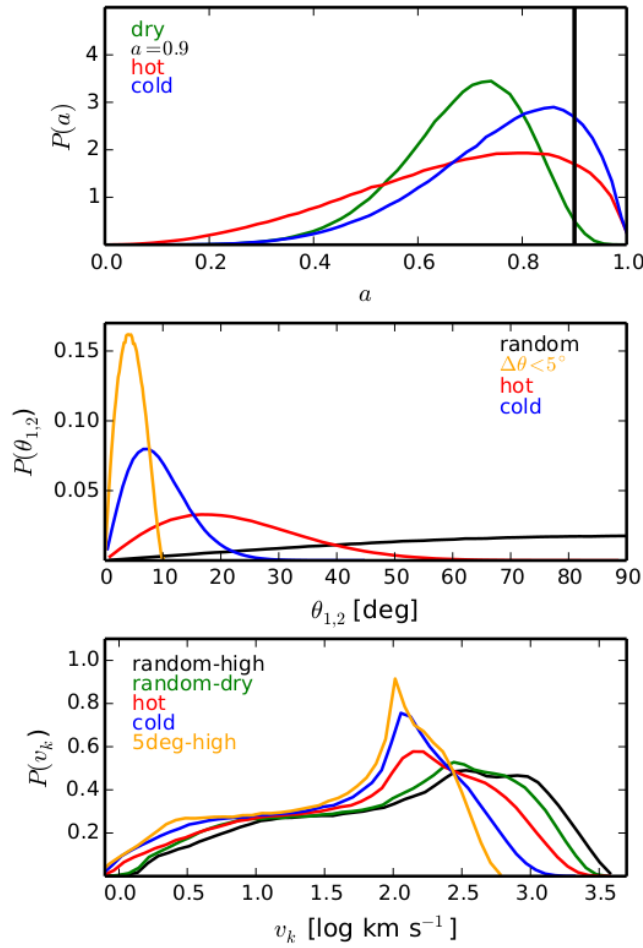 dry
a=0.9
hot
cold
P(a)
4
3
2
1
0.0 0.2 0.4 0.6 0.8 1.0
a
random
Δθ<5°
hot
cold
P(θ1,2)
0.15
0.10
0.05
0 10 20 30 40 50 60 70 80 90
θ1,2 [deg]
random-high
random-dry
hot
cold
5deg-high
P(vk)
1.0
0.8
0.6
0.4
0.2
0.0 0.5 1.0 1.5 2.0 2.5 3.0 3.5
vk [log km s−1]